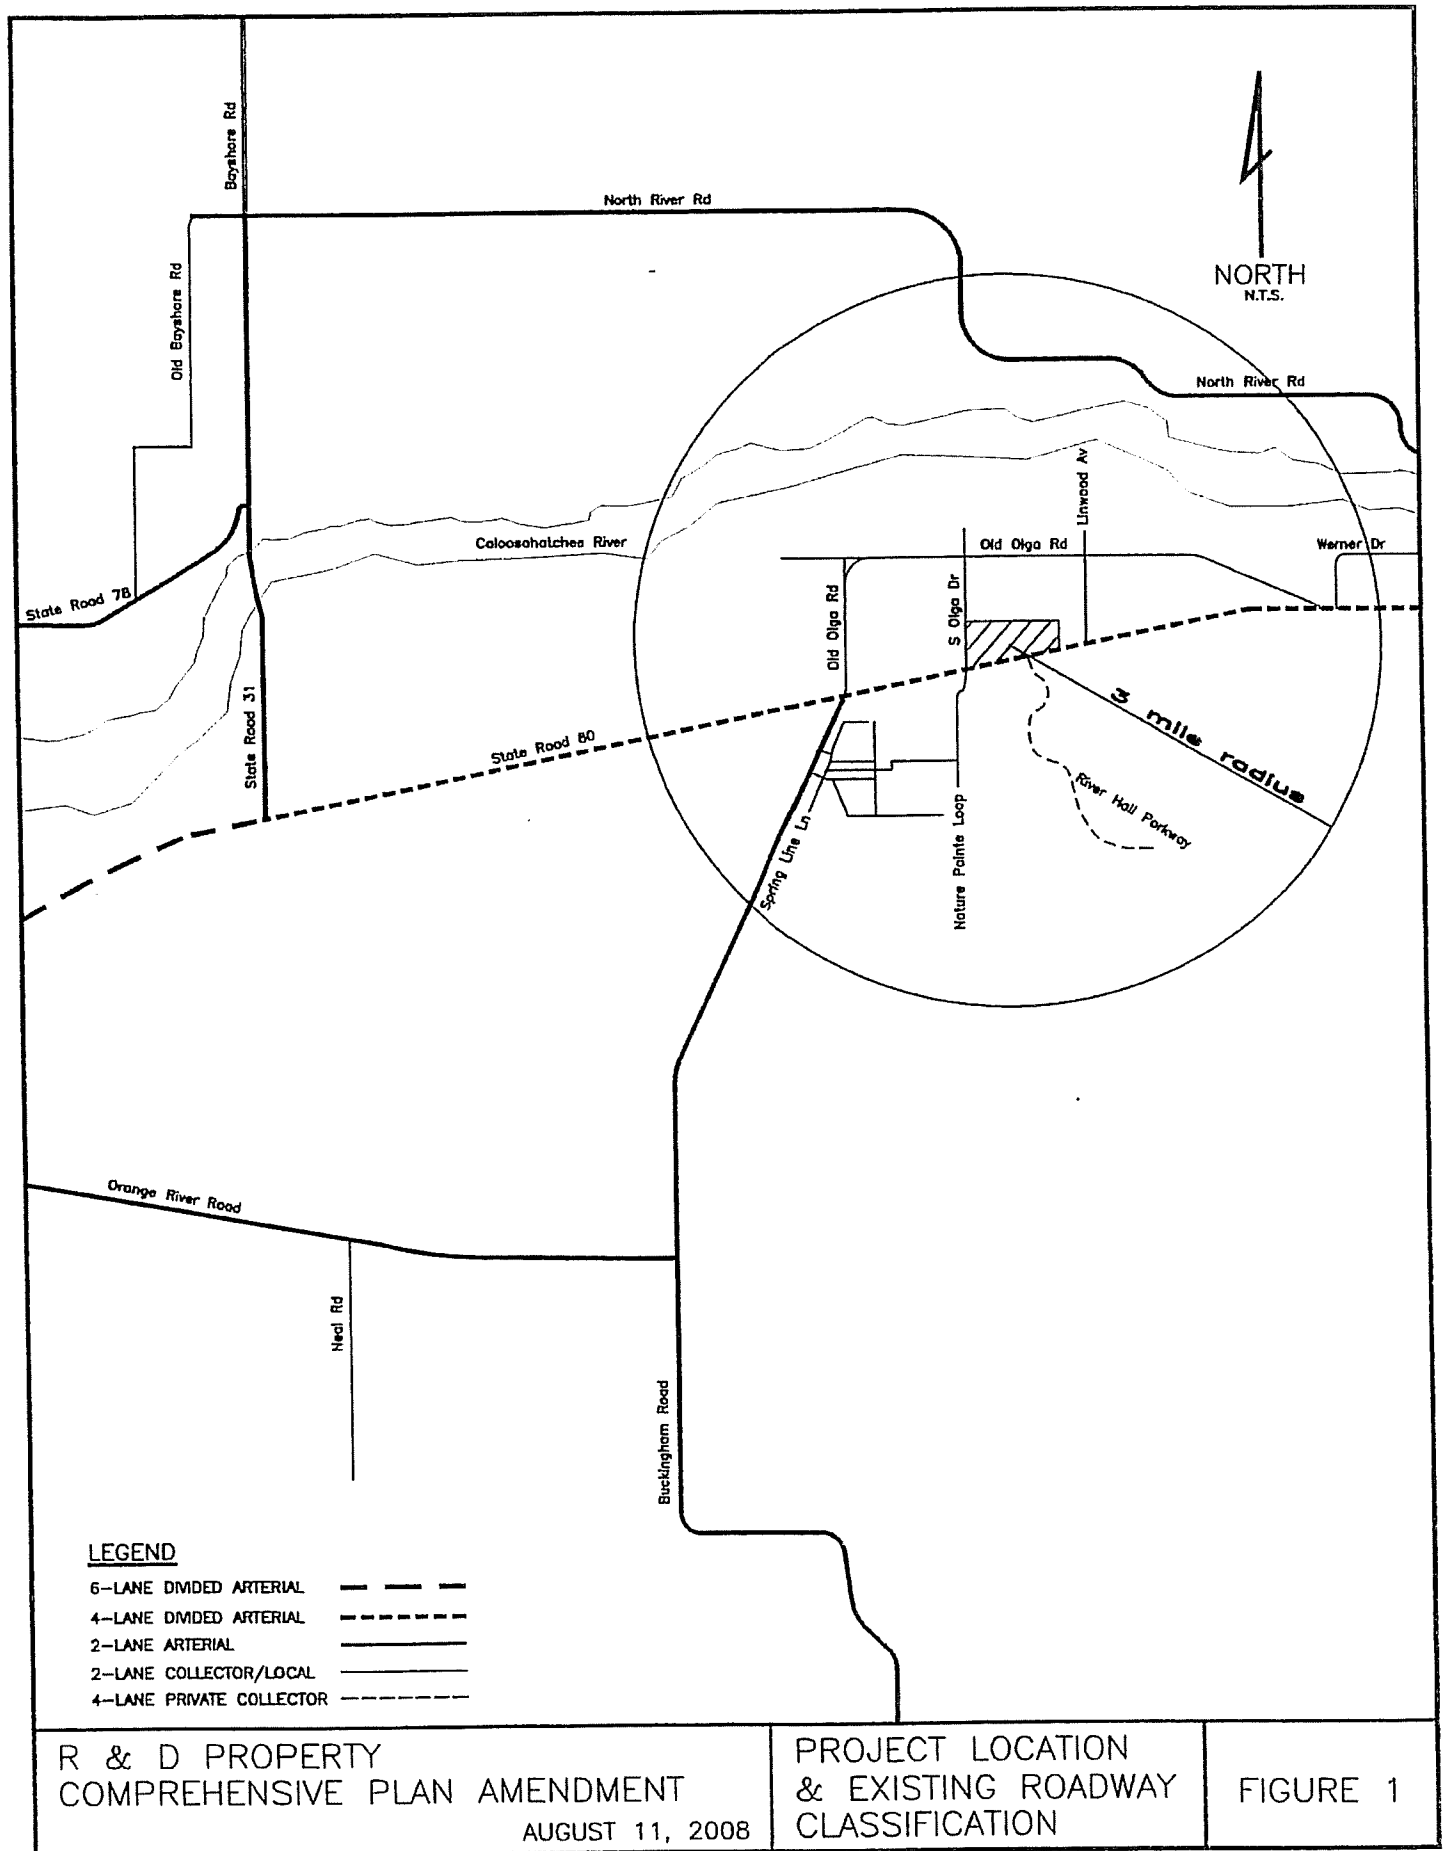 Bayshore Rd
North River Rd
NORTH
N.T.S.
Old Bayshore Rd
North River Rd
Linwood Av
Caloosahatchee River
Old Olga Rd
Werner Dr
State Road 78
Old Olga Rd
S Olga Dr
State Road 31
State Road 80
3 mile radius
River Hall Parkway
Spring Line Ln
Nature Pointe Loop
Orange River Road
Neal Rd
Buckingham Road
LEGEND
6-LANE DIVIDED ARTERIAL
4-LANE DIVIDED ARTERIAL
2-LANE ARTERIAL
2-LANE COLLECTOR/LOCAL
4-LANE PRIVATE COLLECTOR
R & D PROPERTY
COMPREHENSIVE PLAN AMENDMENT
AUGUST 11, 2008
PROJECT LOCATION
& EXISTING ROADWAY
CLASSIFICATION
FIGURE 1